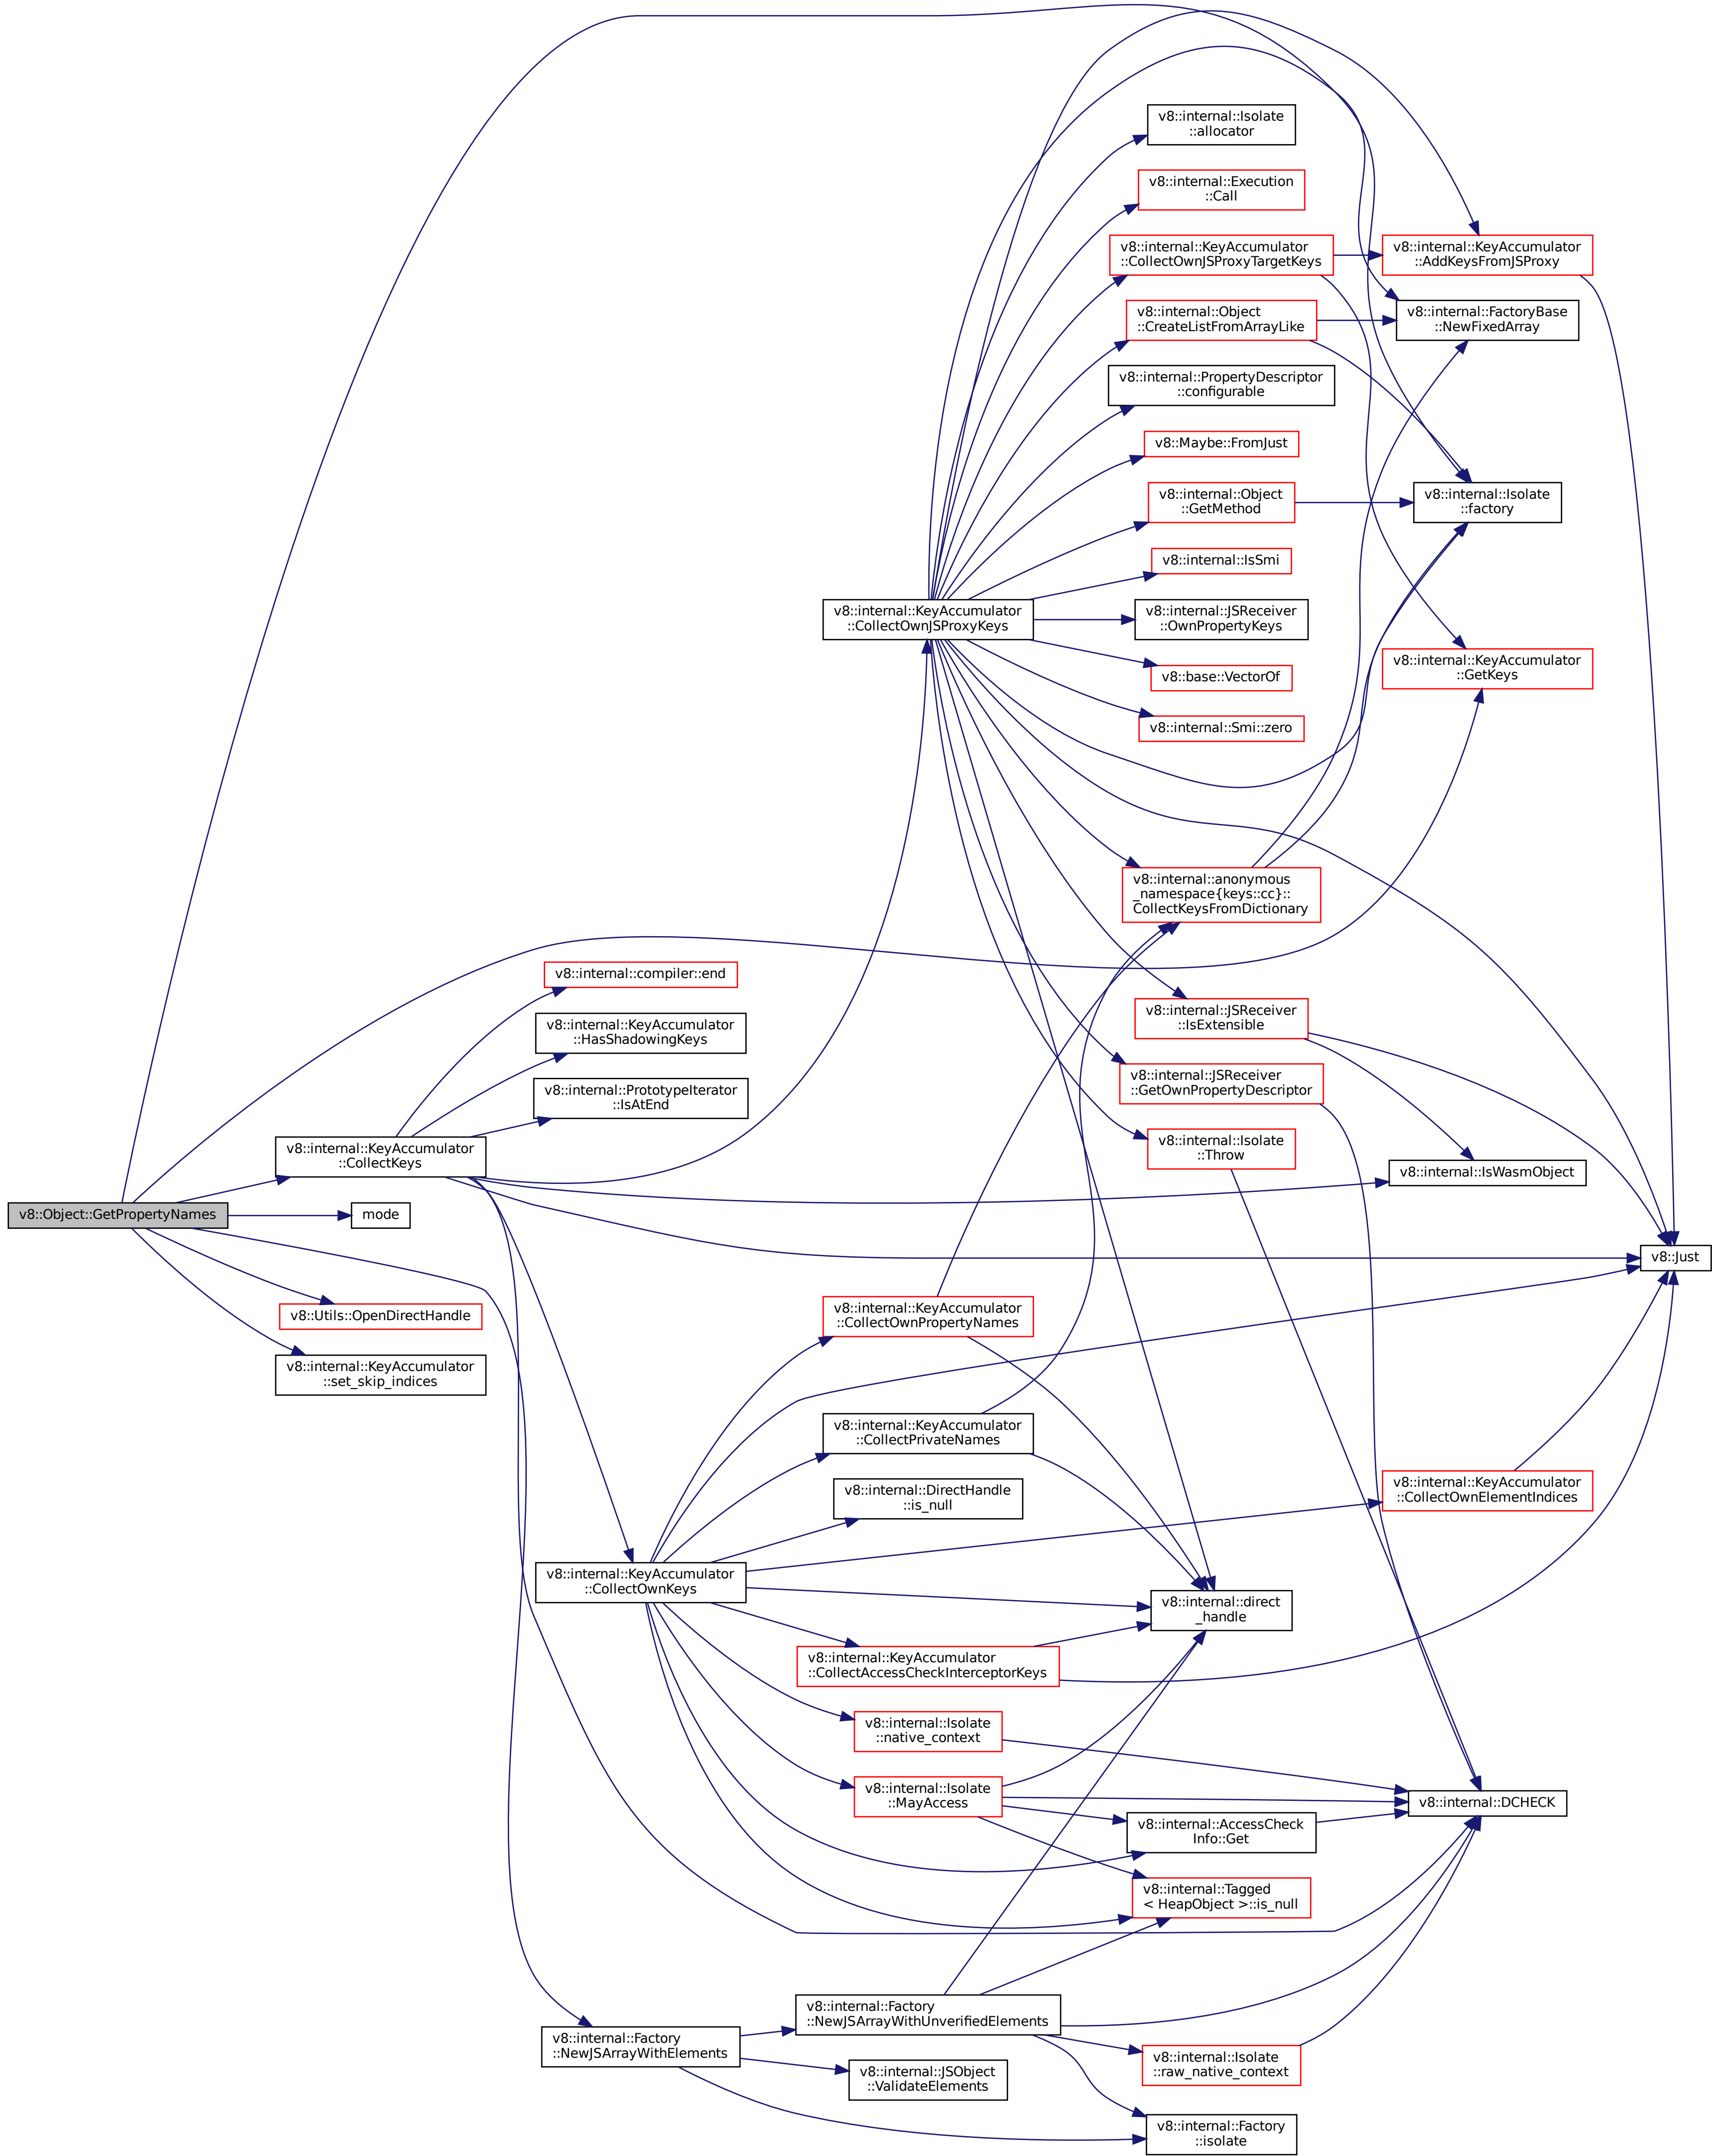 v8::internal::Isolate
::allocator
v8::internal::Execution
::Call
v8::internal::KeyAccumulator
::CollectOwnJSProxyTargetKeys
v8::internal::KeyAccumulator
::AddKeysFromJSProxy
v8::internal::Object
::CreateListFromArrayLike
v8::internal::FactoryBase
::NewFixedArray
v8::internal::PropertyDescriptor
::configurable
v8::Maybe::FromJust
v8::internal::Object
::GetMethod
v8::internal::Isolate
::factory
v8::internal::IsSmi
v8::internal::KeyAccumulator
::CollectOwnJSProxyKeys
v8::internal::JSReceiver
::OwnPropertyKeys
v8::base::VectorOf
v8::internal::KeyAccumulator
::GetKeys
v8::internal::Smi::zero
v8::internal::anonymous
_namespace{keys::cc}::
CollectKeysFromDictionary
v8::internal::compiler::end
v8::internal::KeyAccumulator
::HasShadowingKeys
v8::internal::JSReceiver
::IsExtensible
v8::internal::PrototypeIterator
::IsAtEnd
v8::internal::JSReceiver
::GetOwnPropertyDescriptor
v8::internal::KeyAccumulator
::CollectKeys
v8::internal::Isolate
::Throw
v8::internal::IsWasmObject
v8::Object::GetPropertyNames
mode
v8::Just
v8::Utils::OpenDirectHandle
v8::internal::KeyAccumulator
::CollectOwnPropertyNames
v8::internal::KeyAccumulator
::set_skip_indices
v8::internal::KeyAccumulator
::CollectPrivateNames
v8::internal::DirectHandle
::is_null
v8::internal::KeyAccumulator
::CollectOwnElementIndices
v8::internal::KeyAccumulator
::CollectOwnKeys
v8::internal::direct
_handle
v8::internal::KeyAccumulator
::CollectAccessCheckInterceptorKeys
v8::internal::Isolate
::native_context
v8::internal::Isolate
::MayAccess
v8::internal::DCHECK
v8::internal::AccessCheck
Info::Get
v8::internal::Tagged
< HeapObject >::is_null
v8::internal::Factory
::NewJSArrayWithUnverifiedElements
v8::internal::Factory
::NewJSArrayWithElements
v8::internal::Isolate
::raw_native_context
v8::internal::JSObject
::ValidateElements
v8::internal::Factory
::isolate